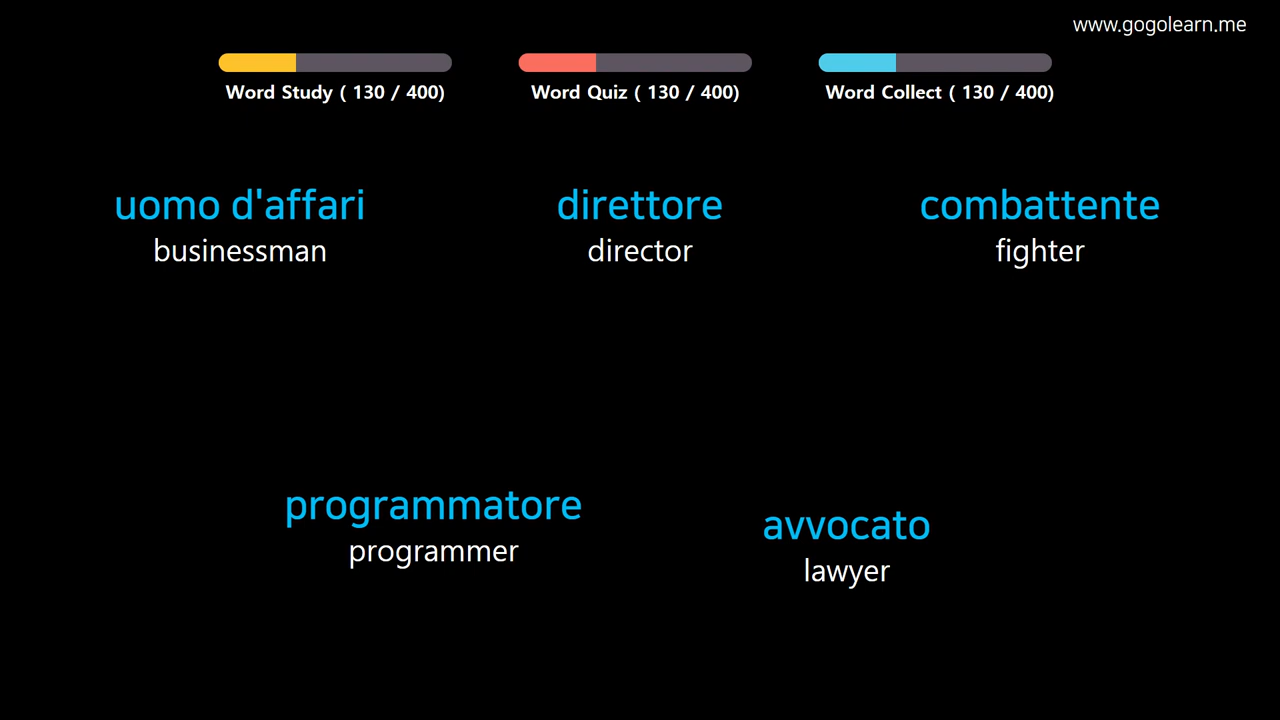 www.gogolearn.me
Word Study ( 130 / 400)
Word Quiz ( 130 / 400)
Word Collect ( 130 / 400)
uomo d'affari
businessman
direttore
director
combattente
fighter
programmatore
programmer
avvocato
lawyer